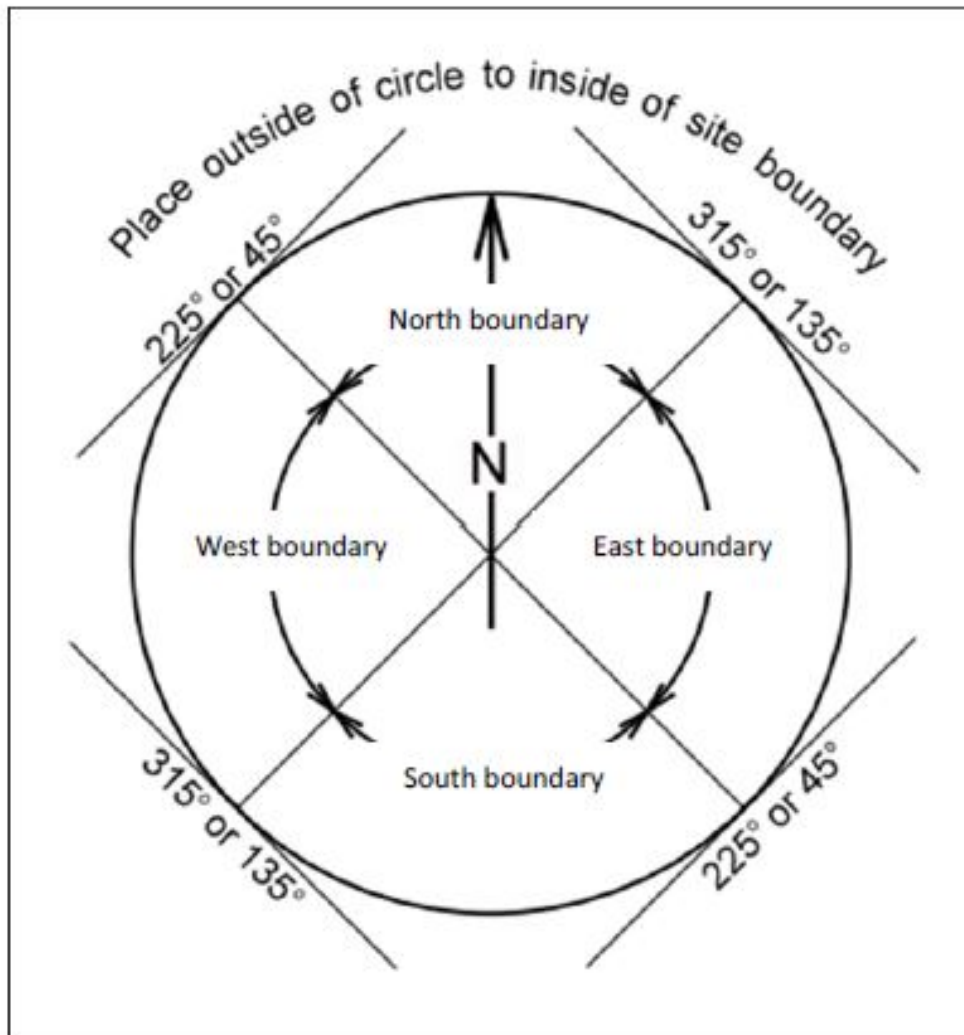 Place outside of circle to inside of site boundary
225° or 45°
315° or 135°
North boundary
N
West boundary
East boundary
South boundary
315° or 135°
225° or 45°